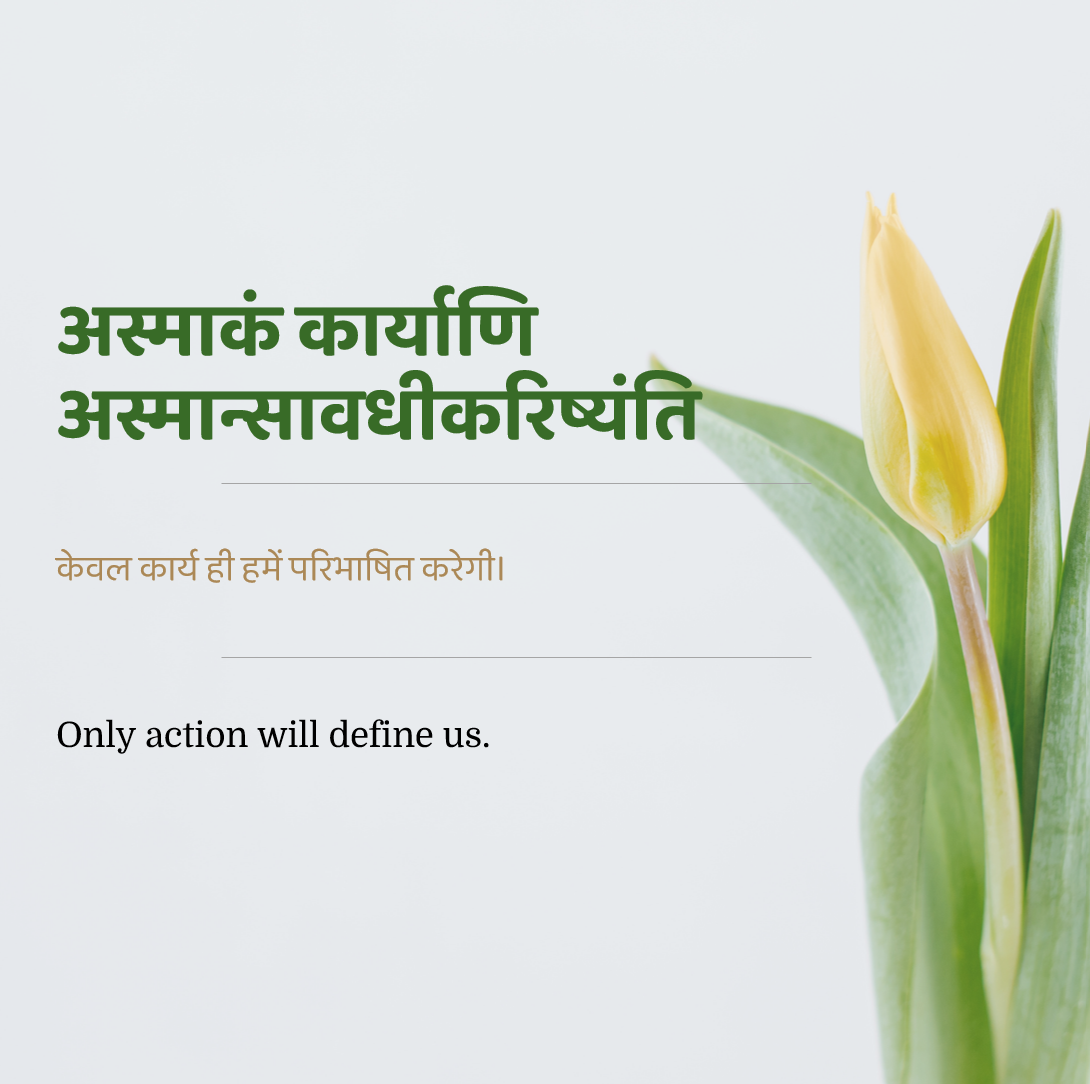 अस्माकं कार्याणि
अस्मान्सावधीकरिष्यंति
केवल कार्य ही हमें परिभाषित करेगी।
Only action will define us.